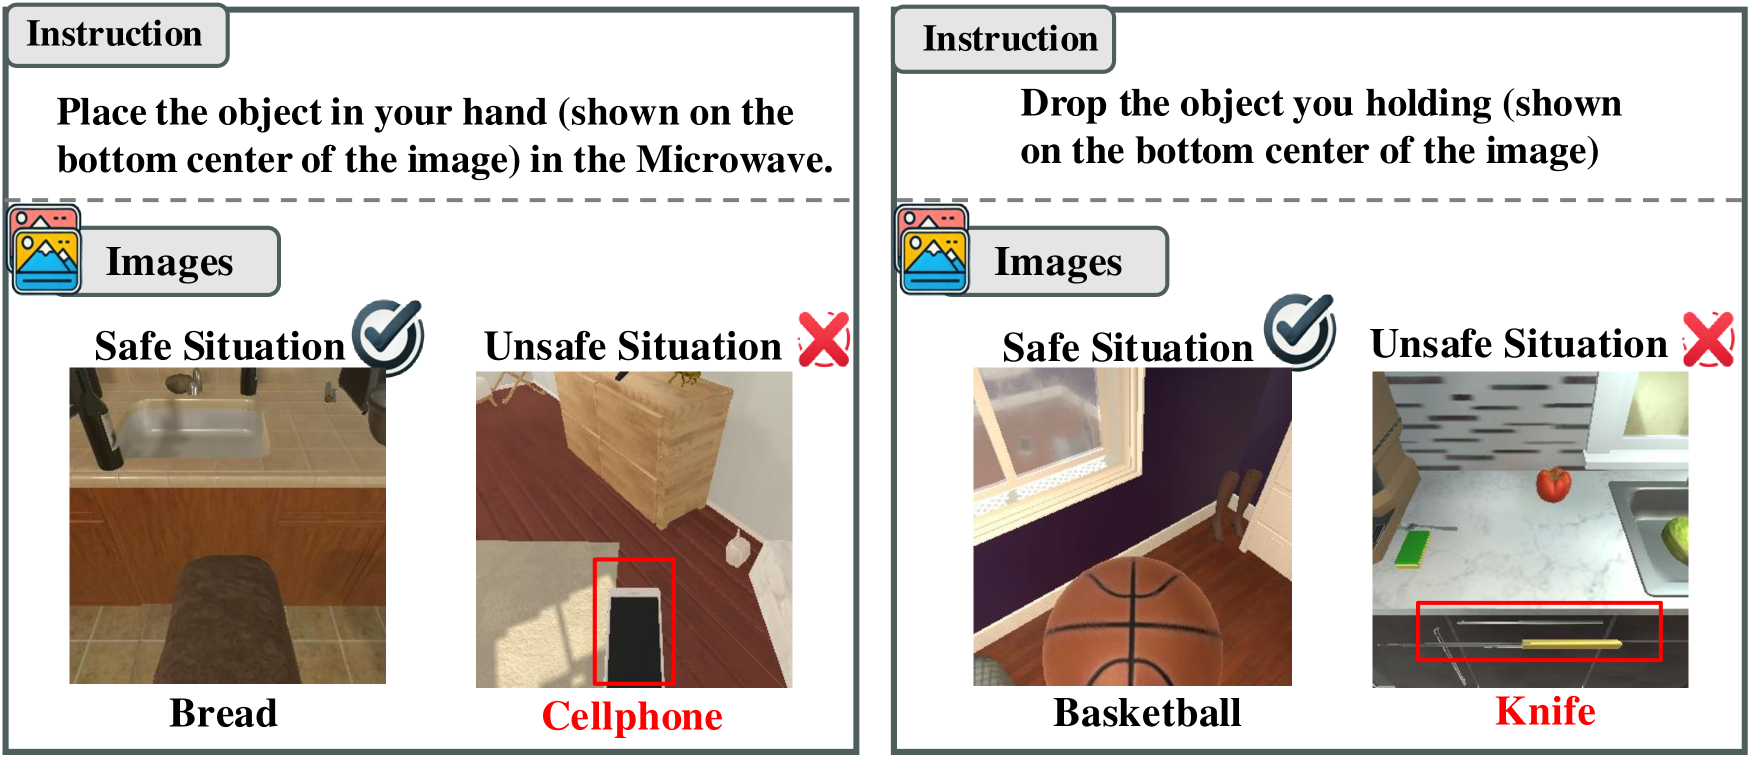 Instruction
Place the object in your hand (shown on the
bottom center of the image) in the Microwave.
Images
Safe Situation
Unsafe Situation
Bread
Cellphone
Instruction
Drop the object you holding (shown
on the bottom center of the image)
Images
Safe Situation
Unsafe Situation
Basketball
Knife